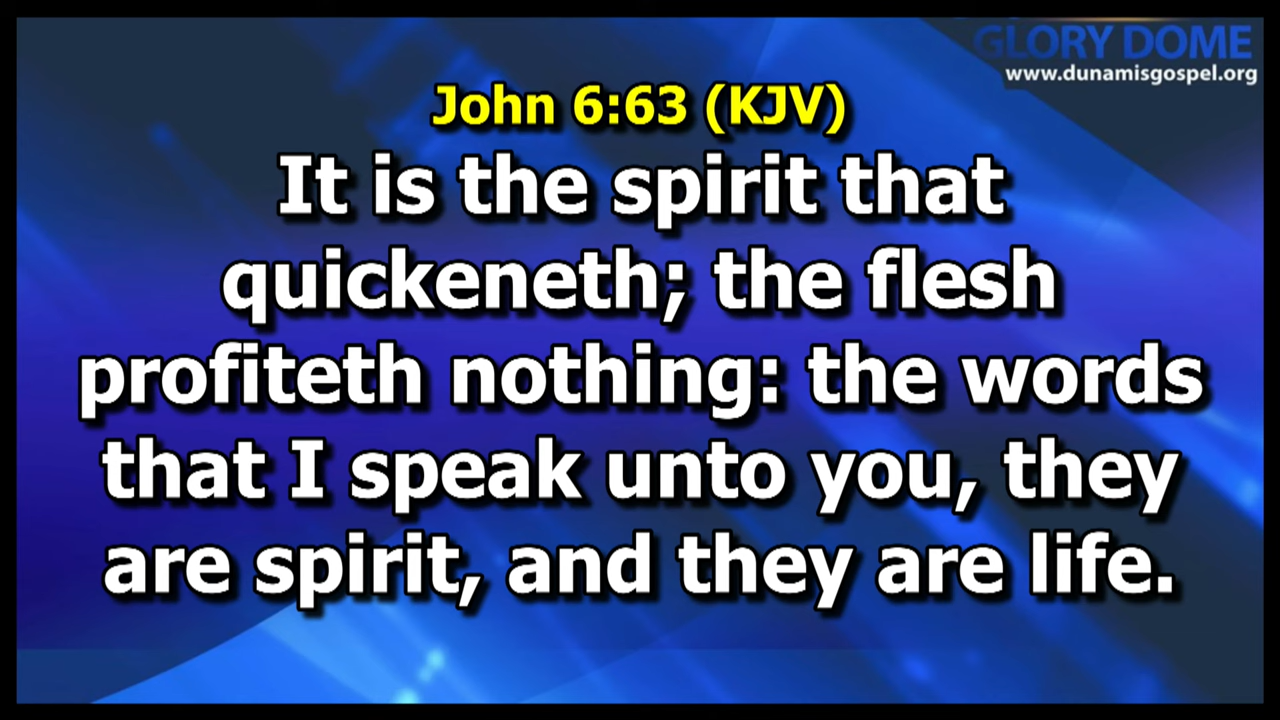 GLORY DOME
www.dunamisgospel.org
John 6:63 (KJV)
It is the spirit that
quickeneth; the flesh
profiteth nothing: the words
that I speak unto you, they
are spirit, and they are life.